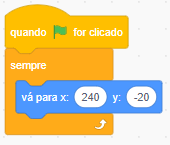 quando for clicado
sempre
vá para x: 240 y: -20